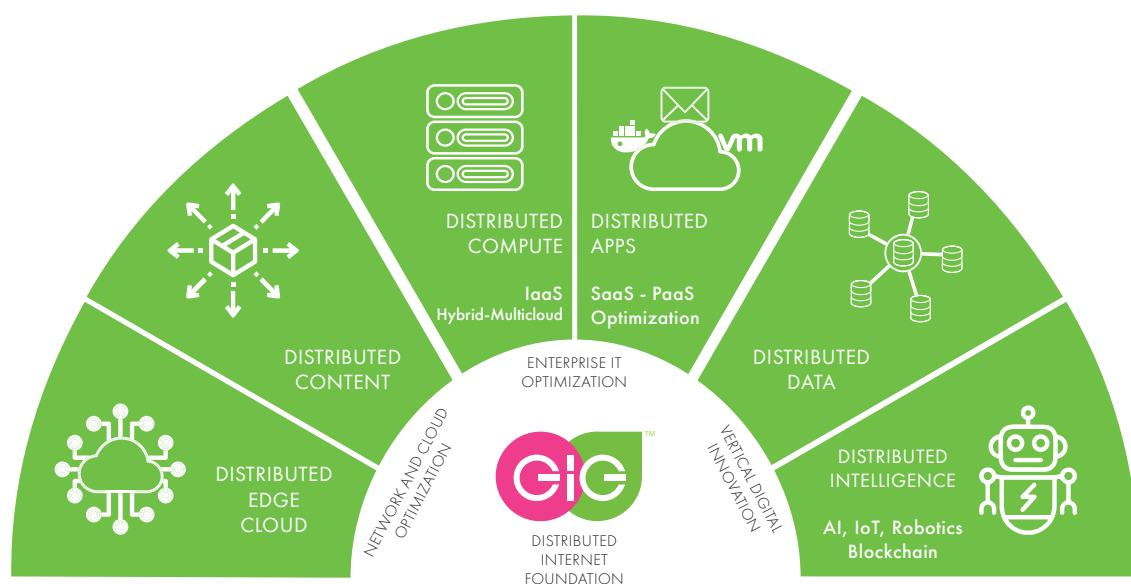 vm
DISTRIBUTED
COMPUTE
IaaS
Hybrid-Multicloud
DISTRIBUTED
APPS
SaaS - PaaS
Optimization
DISTRIBUTED
CONTENT
DISTRIBUTED
DATA
DISTRIBUTED
EDGE
CLOUD
DISTRIBUTED
INTELLIGENCE
AI, IoT, Robotics
Blockchain
ENTERPRISE IT
OPTIMIZATION
NETWORK AND CLOUD
OPTIMIZATION
VERTICAL DIGITAL
INNOVATION
GIG
™
DISTRIBUTED
INTERNET
FOUNDATION